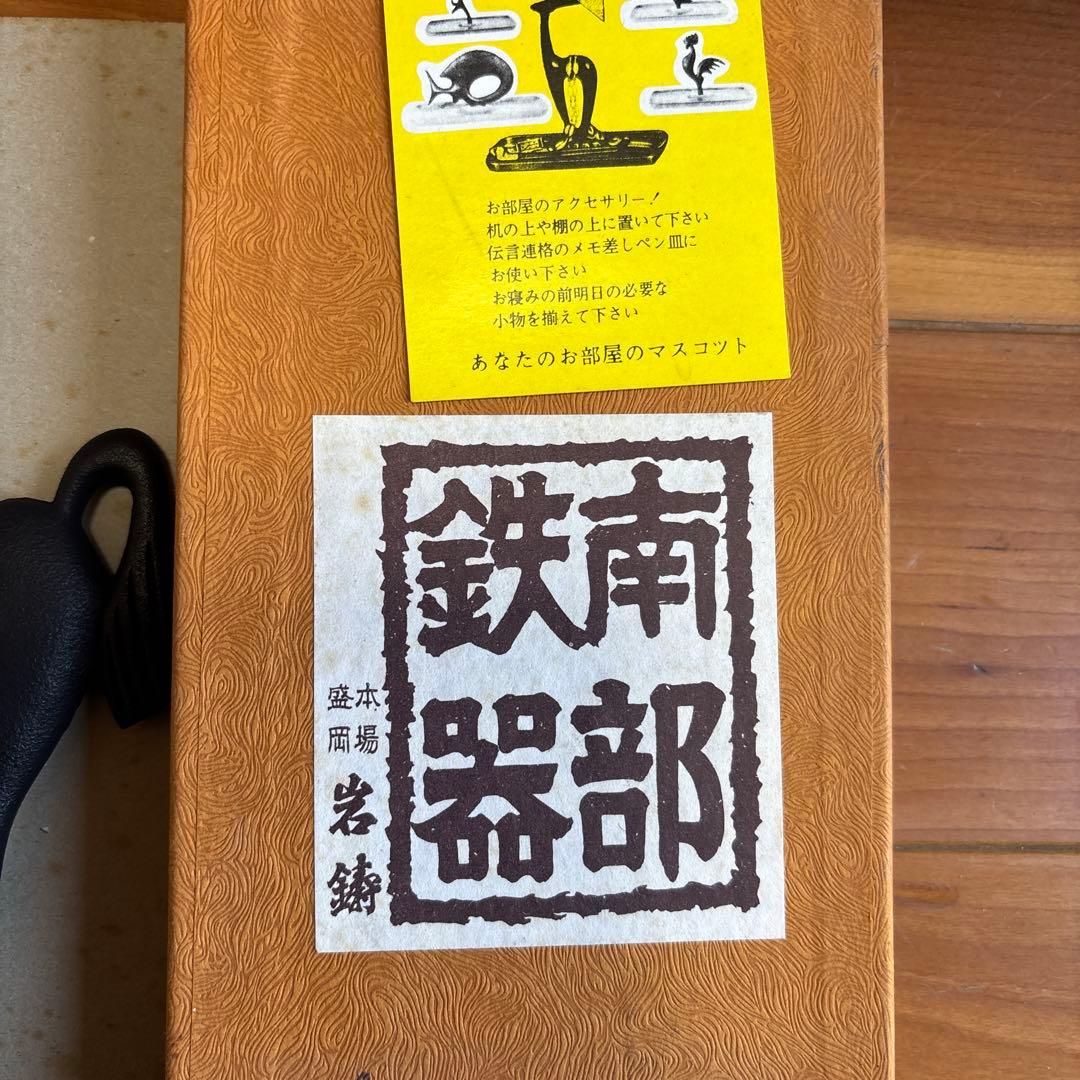 お部屋のアクセサリー!
机の上や棚の上に置いて下さい
伝言連格のメモ差しペン皿に
お使い下さい
お寝みの前明日の必要な
小物を揃えて下さい
あなたのお部屋のマスコツト
南部
鉄器
本場
盛岡
岩鋳